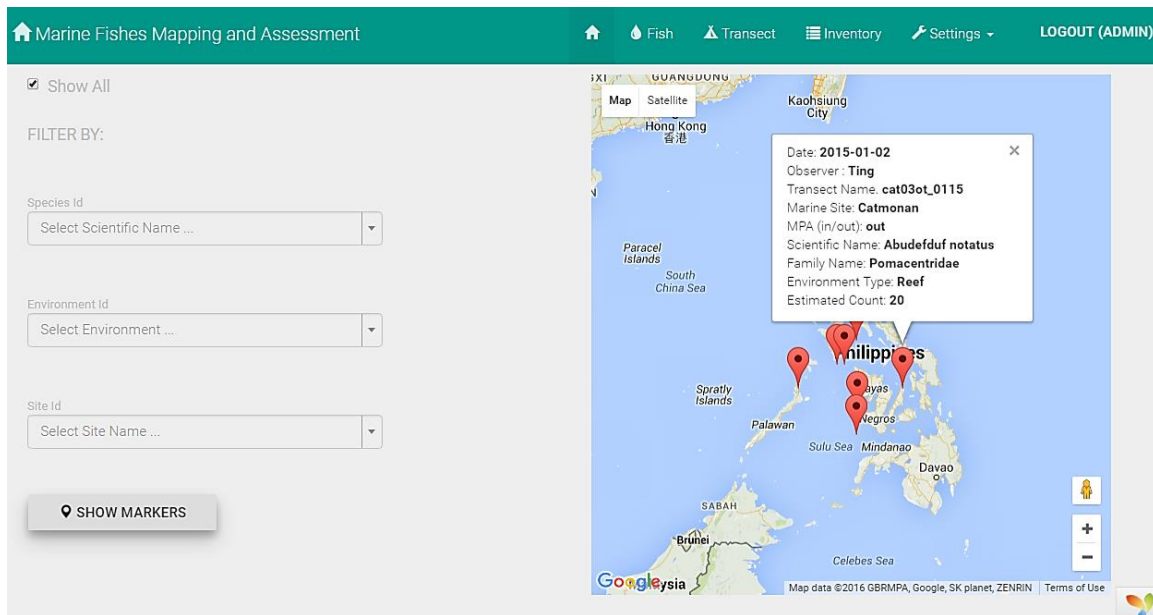 Marine Fishes Mapping and Assessment
Fish
Transect
Inventory
Settings
LOGOUT (ADMIN)
Show All
FILTER BY:
Species Id
Select Scientific Name ...
Environment Id
Select Environment ...
Site Id
Select Site Name ...
SHOW MARKERS
GUANGDONG
Map Satellite
Kaohsiung
City
Hong Kong
香港
Date: 2015-01-02
Observer : Ting
Transect Name. cat03ot_0115
Marine Site: Catmonan
MPA (in/out): out
Scientific Name: Abudefduf notatus
Family Name: Pomacentridae
Environment Type: Reef
Estimated Count: 20
Paracel
Islands
South
China Sea
Philippines
Spratly
Islands
Palawan
Negros
Sulu Sea
Mindanao
Davao
SABAH
Brunei
Celebes Sea
Google
Map data ©2016 GBRMPA, Google, SK planet, ZENRIN
Terms of Use